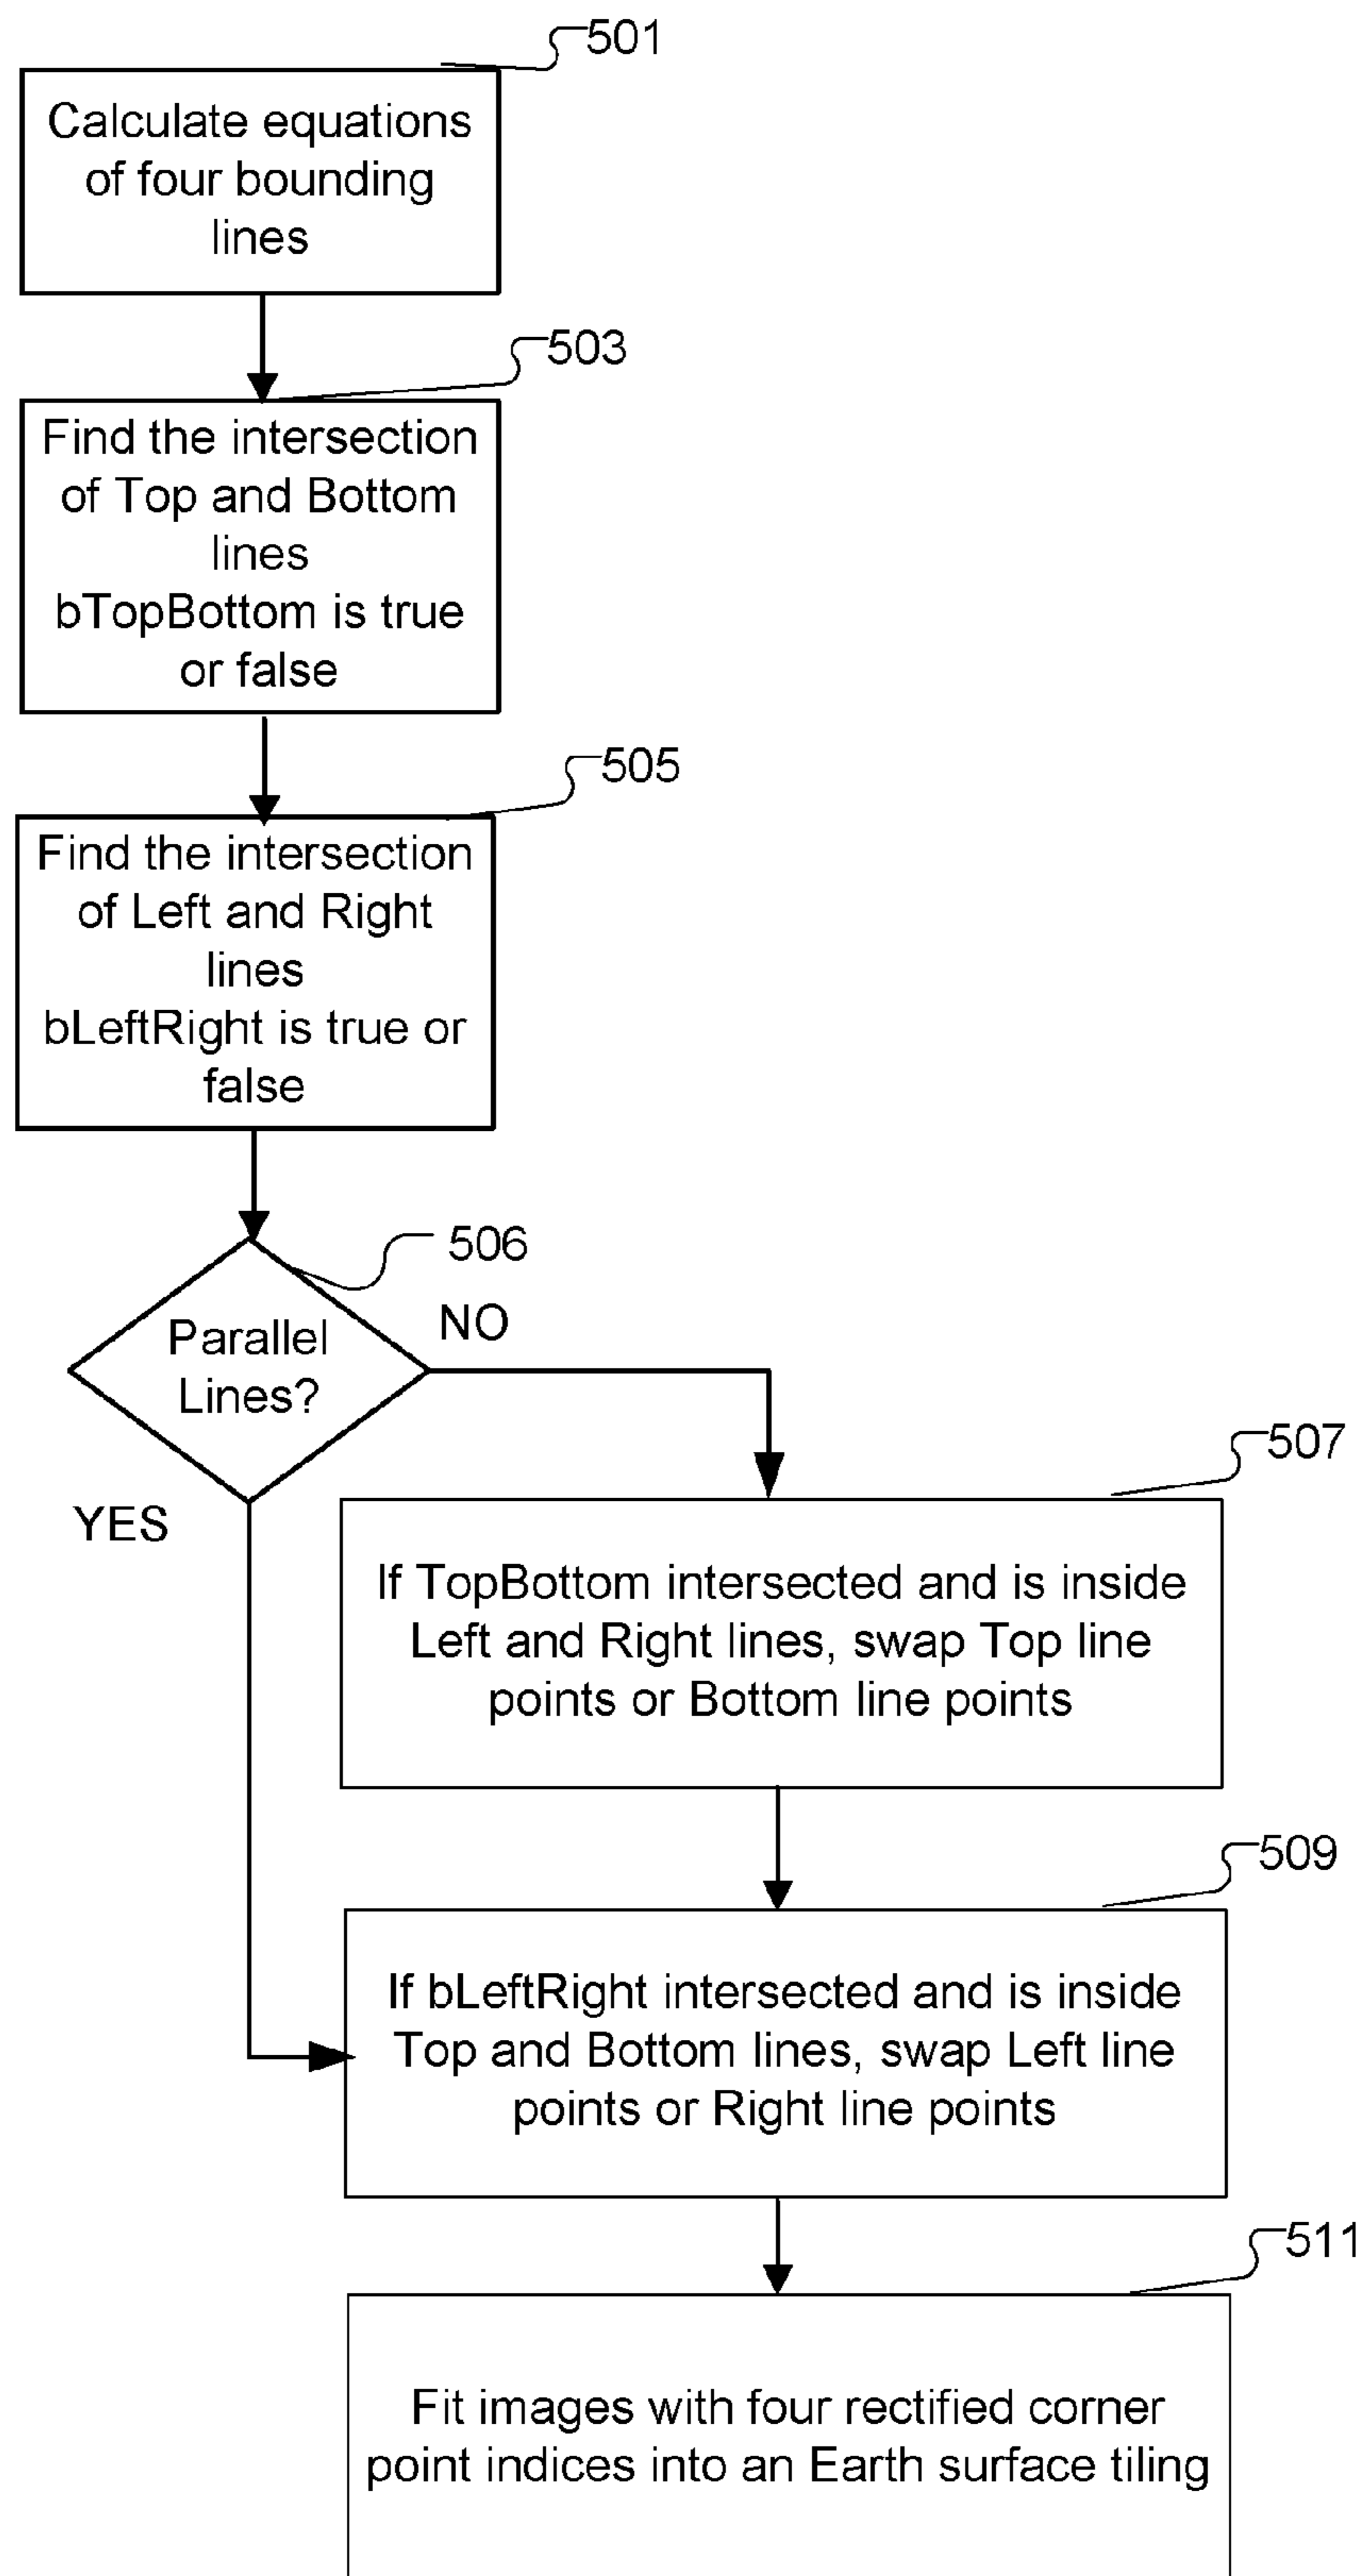 501
Calculate equations
of four bounding
lines
503
Find the intersection
of Top and Bottom
lines
bTopBottom is true
or false
505
Find the intersection
of Left and Right
lines
bLeftRight is true or
false
506
Parallel
Lines?
NO
YES
507
If TopBottom intersected and is inside
Left and Right lines, swap Top line
points or Bottom line points
509
If bLeftRight intersected and is inside
Top and Bottom lines, swap Left line
points or Right line points
511
Fit images with four rectified corner
point indices into an Earth surface tiling